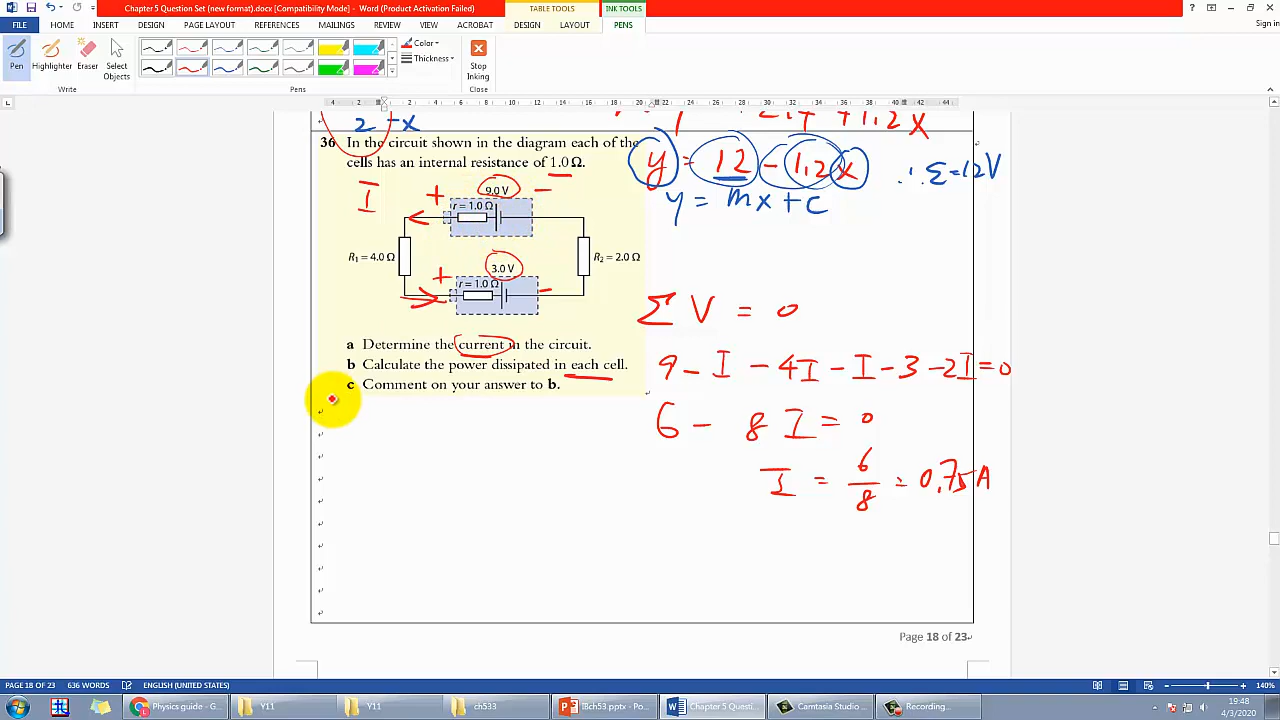 Chapter 5 Question Set (new format).docx [Compatibility Mode] - Word (Product Activation Failed)
TABLE TOOLS
INK TOOLS
FILE HOME INSERT DESIGN PAGE LAYOUT REFERENCES MAILINGS REVIEW VIEW ACROBAT DESIGN LAYOUT PENS
Sign in
Pen Highlighter Eraser Select Objects
Color
Thickness
Stop Inking
Write Pens Close
2 -x
36 In the circuit shown in the diagram each of the
cells has an internal resistance of 1.0 Ω.
y = 12 - 1.2x
∴ Ɛ = 12V
y = mx + c
I
+ 9.0 V -
r = 1.0 Ω
R1 = 4.0 Ω
R2 = 2.0 Ω
+ 3.0 V -
r = 1.0 Ω
Σ V = 0
a Determine the current in the circuit.
b Calculate the power dissipated in each cell.
c Comment on your answer to b.
9 - I - 4I - I - 3 - 2I = 0
6 - 8 I = 0
I = 6/8 = 0.75A
Page 18 of 23
PAGE 18 OF 23 636 WORDS ENGLISH (UNITED STATES)
140%
Physics guide - G... Y11 ch533 Y11 IBch53.pptx - Po... Chapter 5 Questi... Camtasia Studio ... Recording...
19:48
4/3/2020